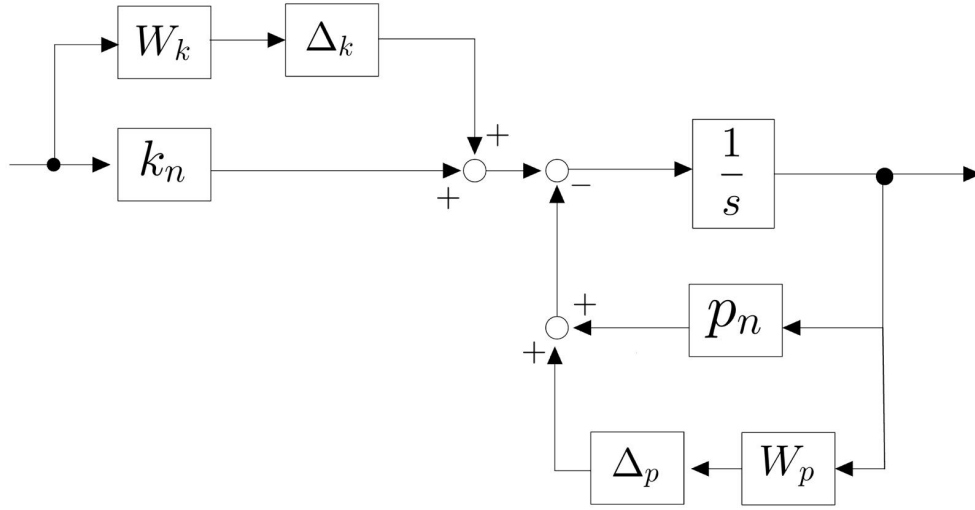 W_k Δ_k
+
k_n + −
1
s
p_n +
+
Δ_p W_p